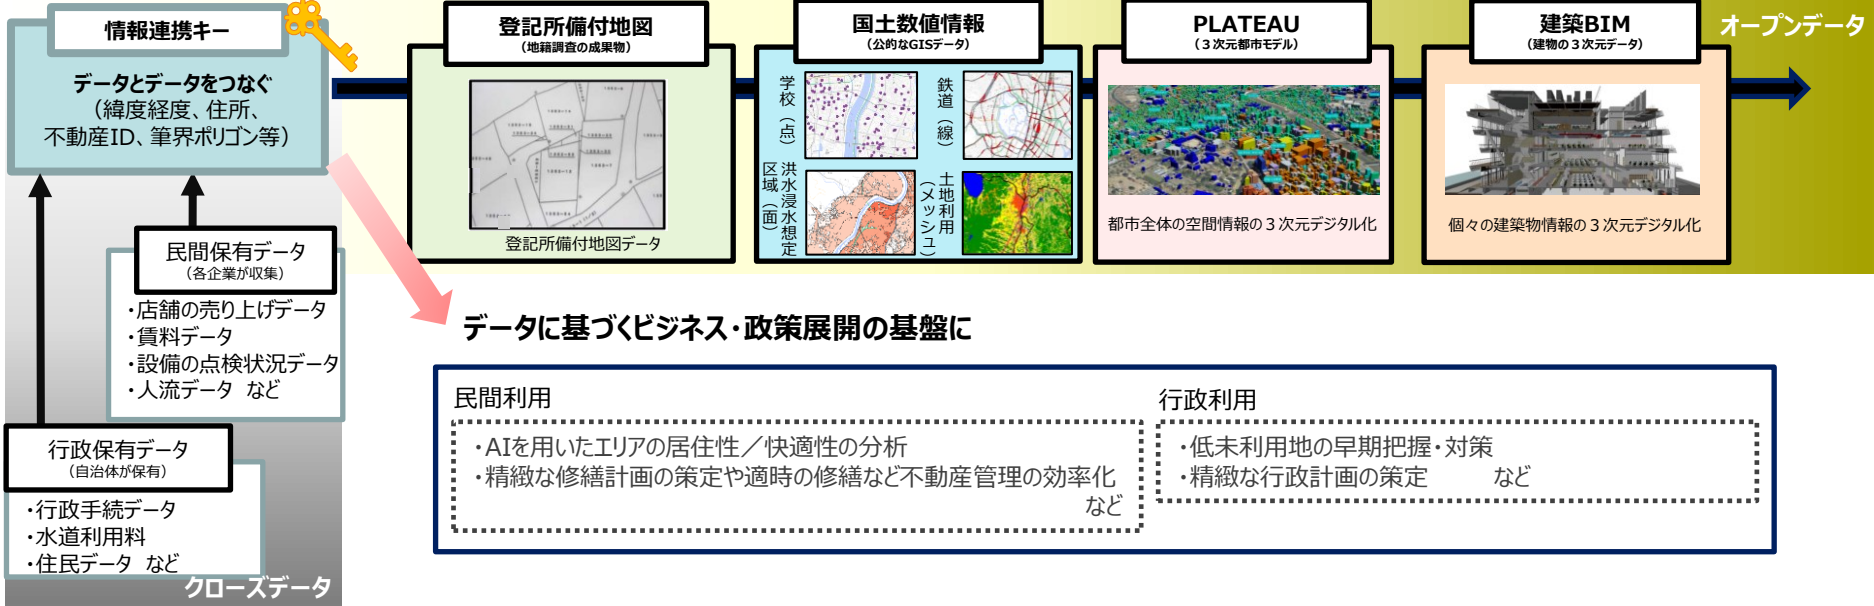 情報連携キー
データとデータをつなぐ
（緯度経度、住所、
不動産ID、筆界ポリゴン等）
登記所備付地図
（地籍調査の成果物）
登記所備付地図データ
国土数値情報
（公的なGISデータ）
学校（点）
鉄道（線）
洪水浸水想定
区域（面）
土地利用
（メッシュ）
PLATEAU
（３次元都市モデル）
都市全体の空間情報の３次元デジタル化
建築BIM
（建物の３次元データ）
個々の建築物情報の３次元デジタル化
オープンデータ
民間保有データ
（各企業が収集）
・店舗の売り上げデータ
・賃料データ
・設備の点検状況データ
・人流データ など
行政保有データ
（自治体が保有）
・行政手続データ
・水道利用料
・住民データ など
クローズデータ
データに基づくビジネス・政策展開の基盤に
民間利用
・AIを用いたエリアの居住性／快適性の分析
・精緻な修繕計画の策定や適時の修繕など不動産管理の効率化
など
行政利用
・低未利用地の早期把握・対策
・精緻な行政計画の策定 など